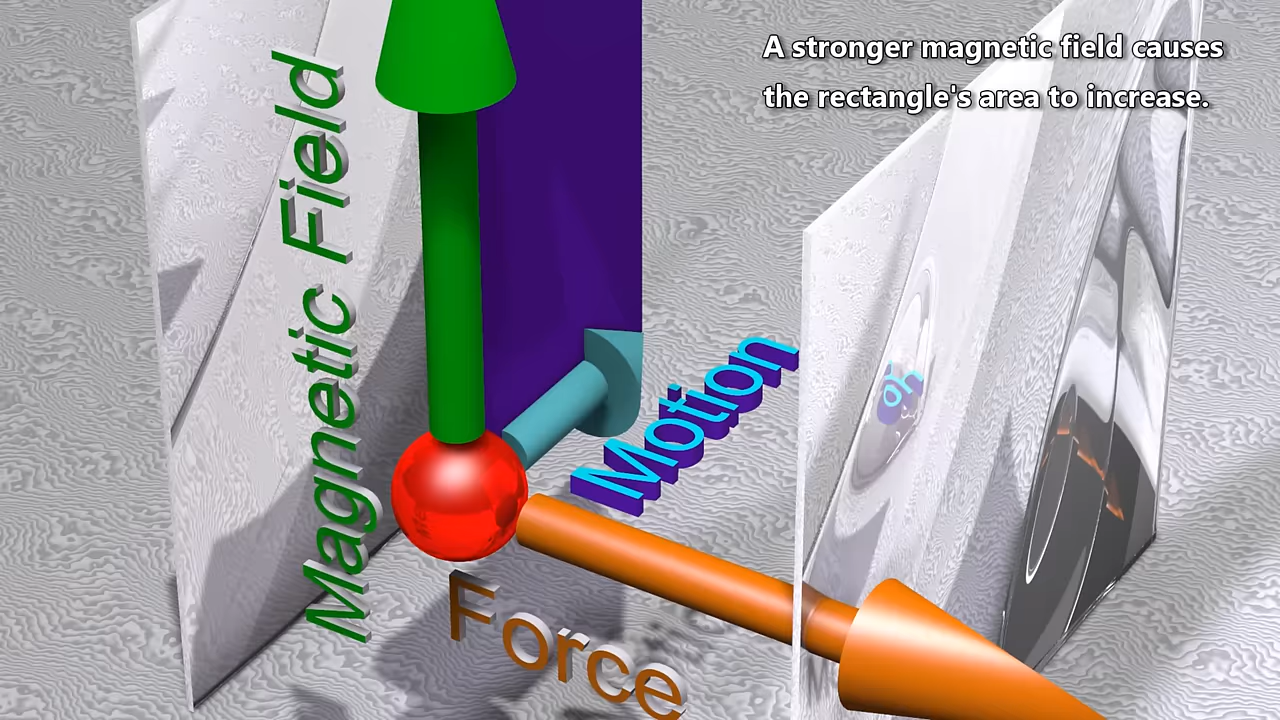 A stronger magnetic field causes
the rectangle's area to increase.
Magnetic Field
Motion
Force